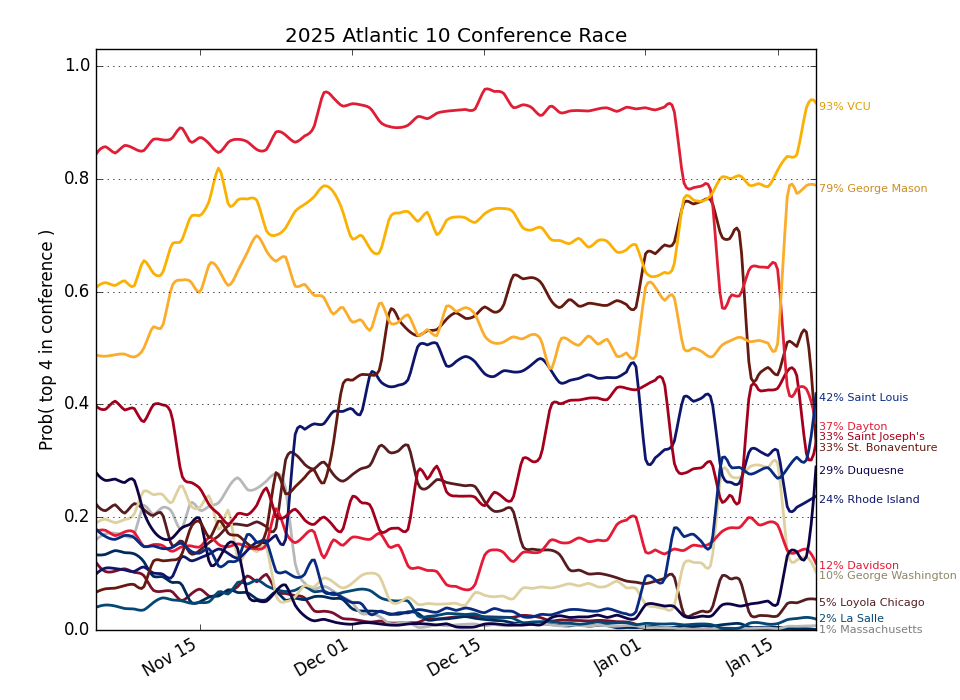 2025 Atlantic 10 Conference Race
Prob( top 4 in conference )
1.0
0.8
0.6
0.4
0.2
0.0
Nov 15
Dec 01
Dec 15
Jan 01
Jan 15
93% VCU
79% George Mason
42% Saint Louis
37% Dayton
33% Saint Joseph's
33% St. Bonaventure
29% Duquesne
24% Rhode Island
12% Davidson
10% George Washington
5% Loyola Chicago
2% La Salle
1% Massachusetts